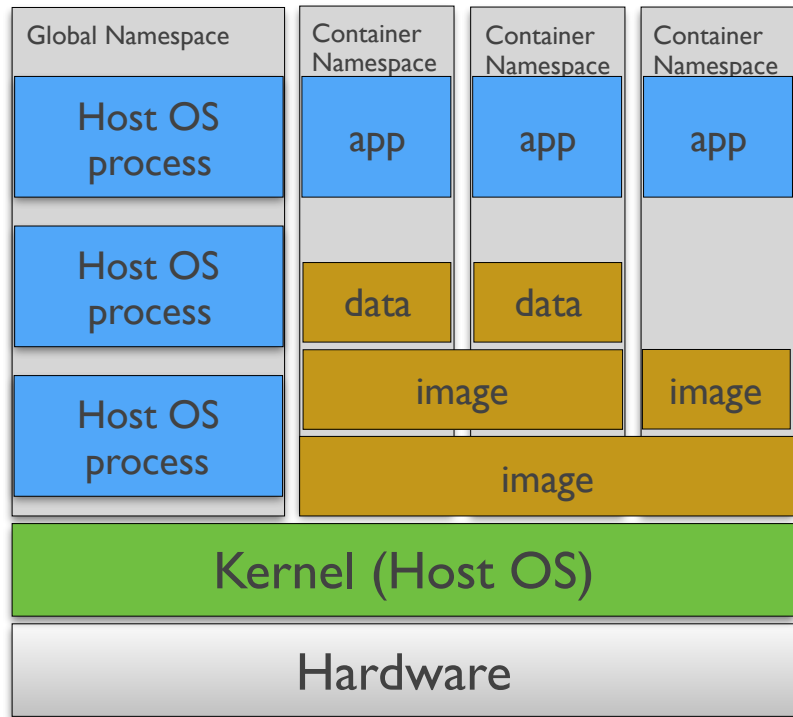 Global Namespace
Container
Namespace
Container
Namespace
Container
Namespace
Host OS
process
app
app
app
Host OS
process
data
data
Host OS
process
image
image
image
Kernel (Host OS)
Hardware